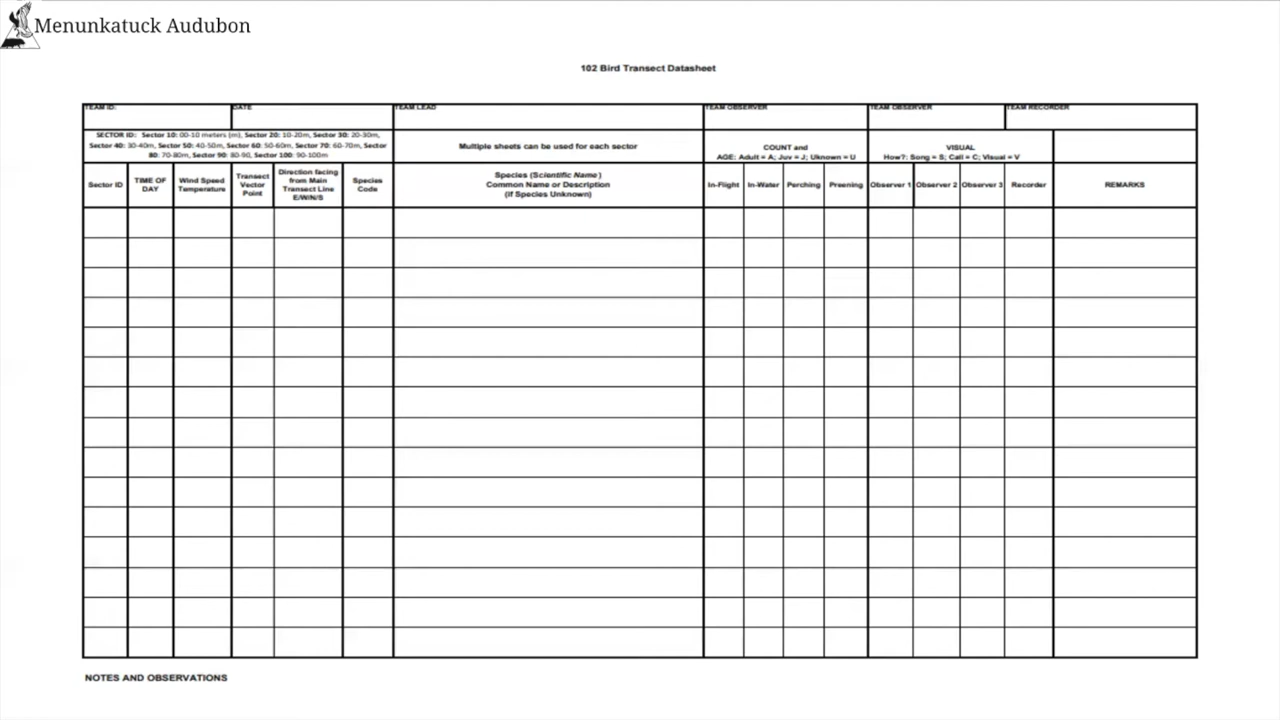 Menunkatuck Audubon
102 Bird Transect Datasheet
TEAM ID:
DATE
TEAM LEAD
TEAM OBSERVER
TEAM OBSERVER
TEAM RECORDER
SECTOR ID: Sector 10: 00-10 meters (m), Sector 20: 10-20m, Sector 30: 20-30m,
Sector 40: 30-40m, Sector 50: 40-50m, Sector 60: 50-60m, Sector 70: 60-70m, Sector
80: 70-80m, Sector 90: 80-90, Sector 100: 90-100m
Multiple sheets can be used for each sector
COUNT and
AGE: Adult = A; Juv = J; Uknown = U
VISUAL
How?: Song = S; Call = C; Visual = V
Sector ID
TIME OF
DAY
Wind Speed
Temperature
Transect
Vector
Point
Direction facing
from Main
Transect Line
E/W/N/S
Species
Code
Species (Scientific Name)
Common Name or Description
(if Species Unknown)
In-Flight
In-Water
Perching
Preening
Observer 1
Observer 2
Observer 3
Recorder
REMARKS
NOTES AND OBSERVATIONS